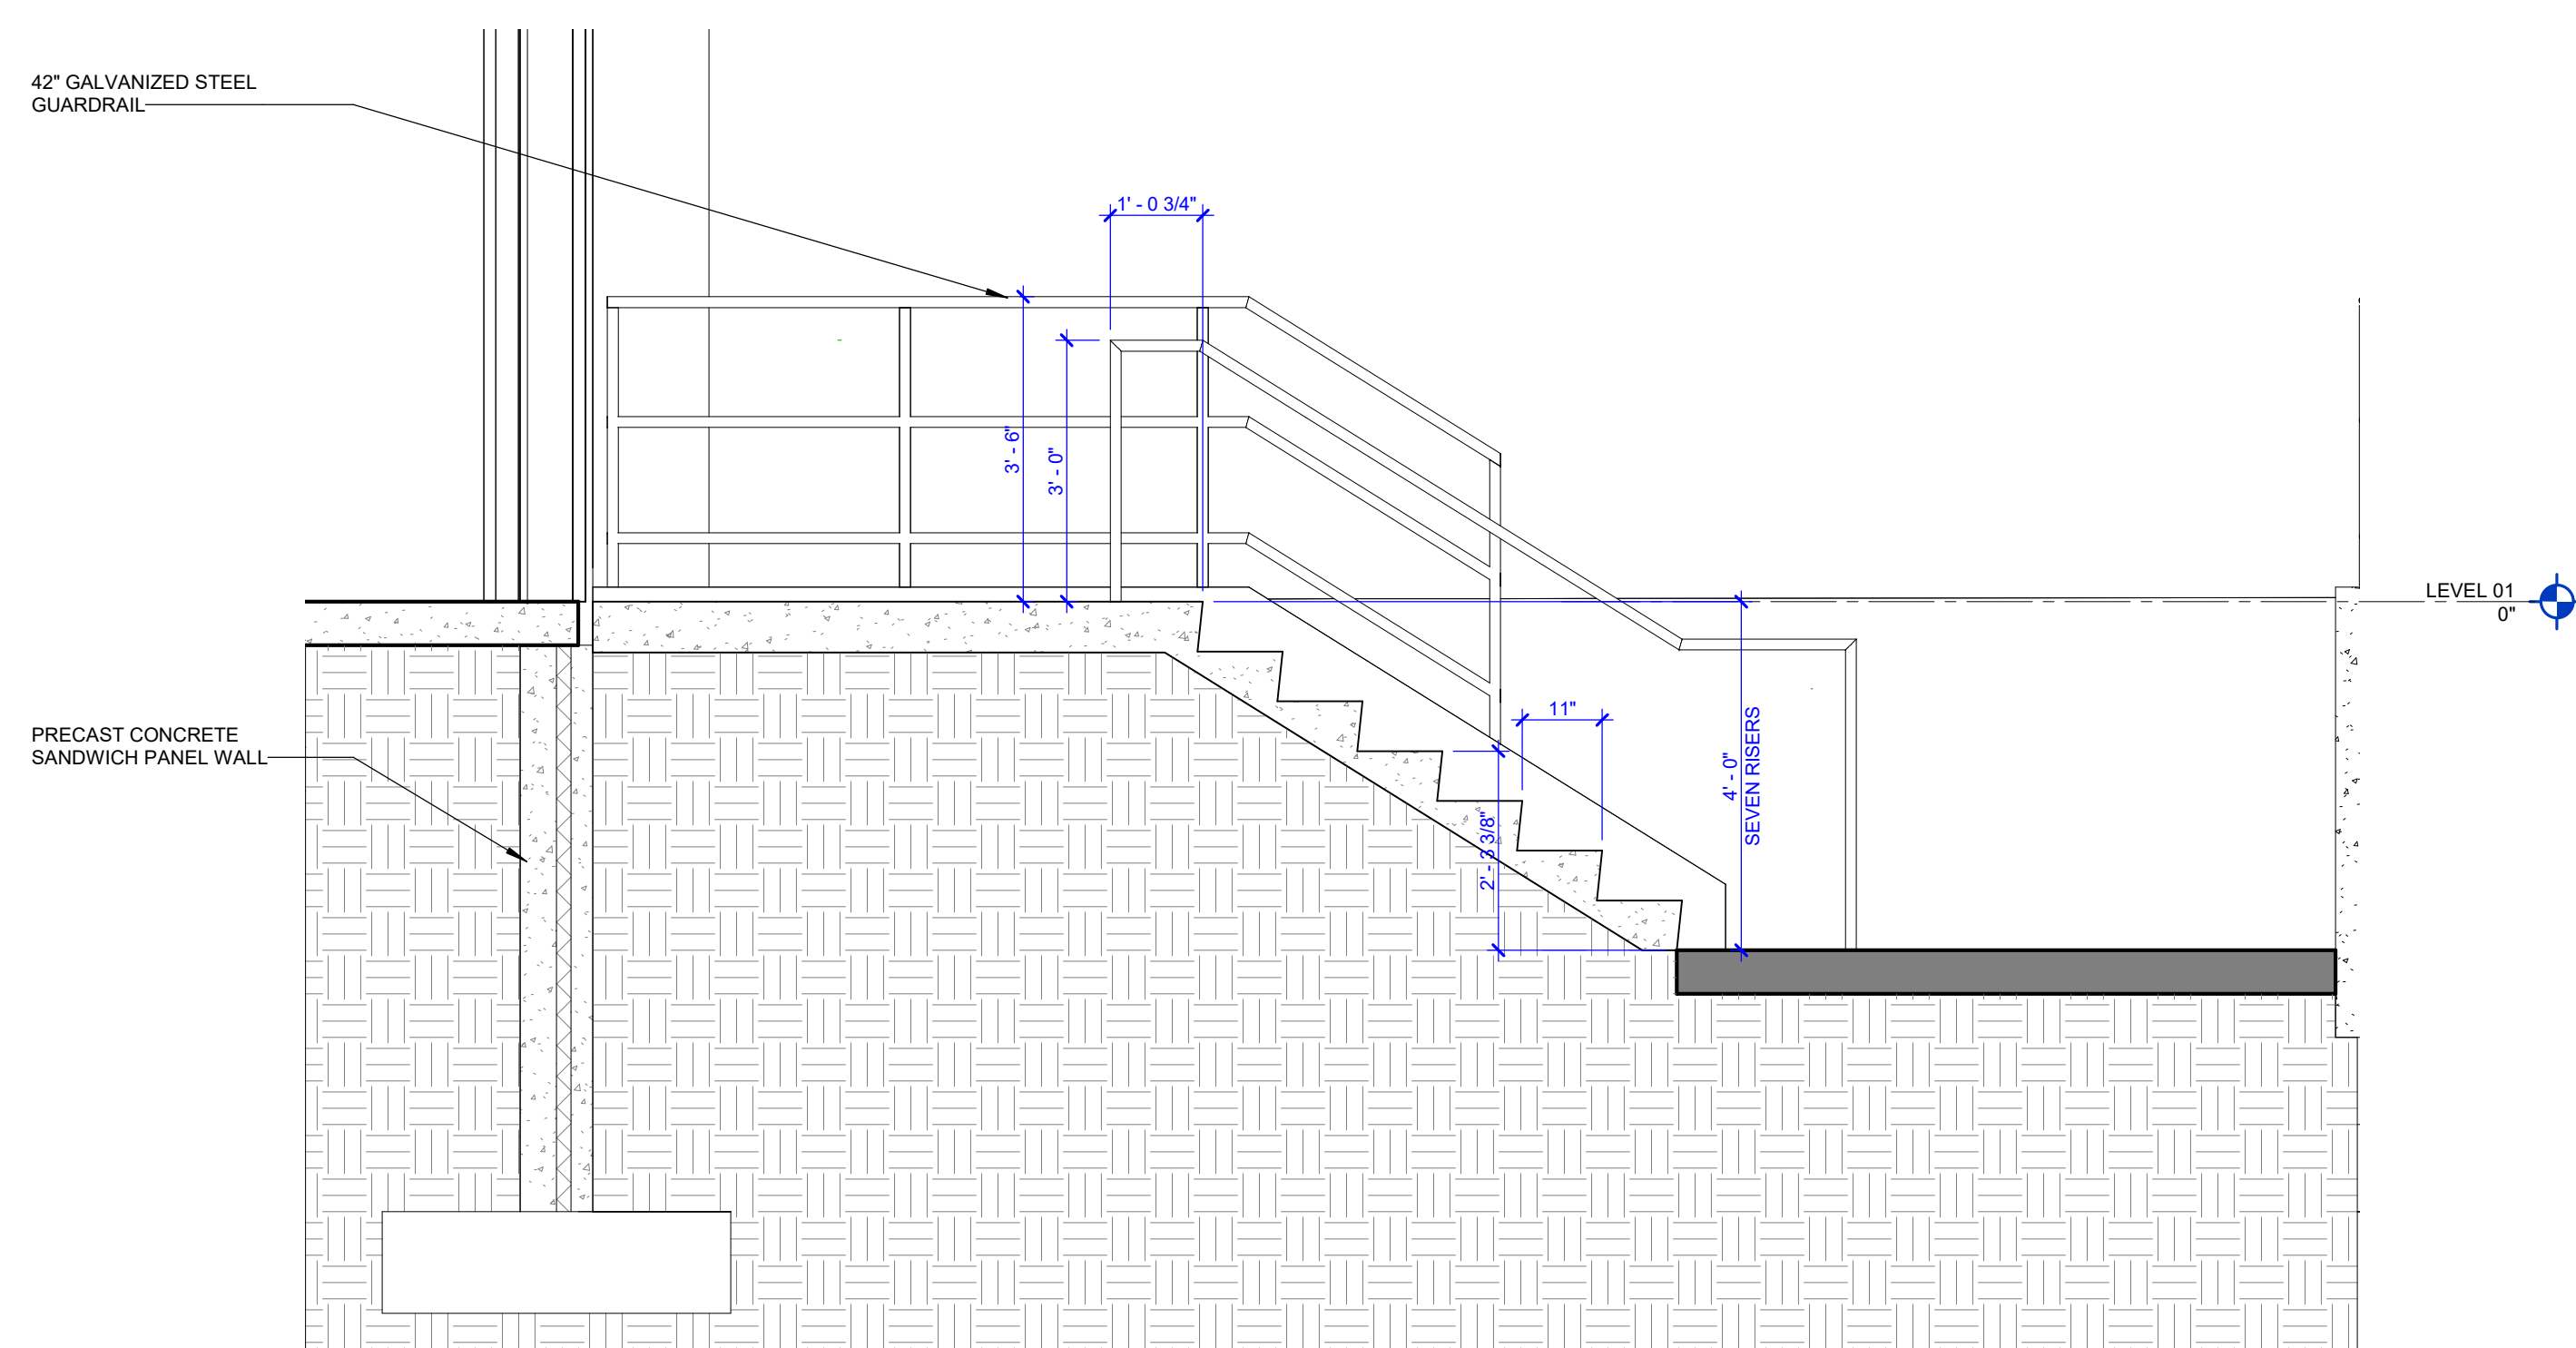 42" GALVANIZED STEEL
GUARDRAIL
1' - 0 3/4"
3' - 6"
3' - 0"
LEVEL 01
0"
PRECAST CONCRETE
SANDWICH PANEL WALL
11"
4' - 0"
SEVEN RISERS
2' - 3 3/8"